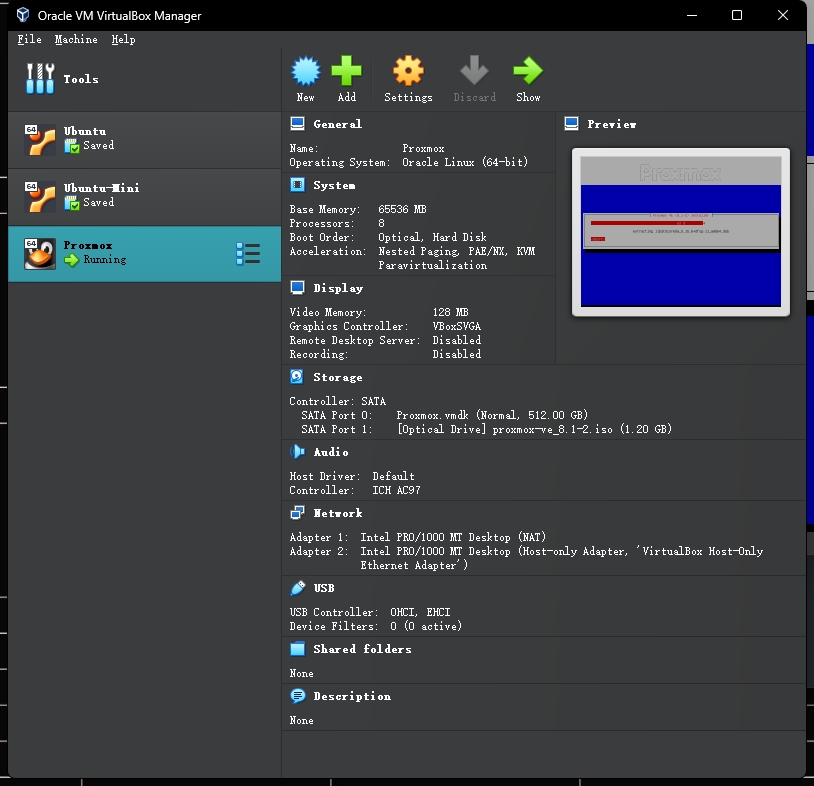 Oracle VM VirtualBox Manager
File Machine Help
Tools
New Add Settings Discard Show
64 Ubuntu
Saved
64 Ubuntu-Mini
Saved
64 Proxmox
Running
General
Name: Proxmox
Operating System: Oracle Linux (64-bit)
System
Base Memory: 65536 MB
Processors: 8
Boot Order: Optical, Hard Disk
Acceleration: Nested Paging, PAE/NX, KVM
Paravirtualization
Display
Video Memory: 128 MB
Graphics Controller: VBoxSVGA
Remote Desktop Server: Disabled
Recording: Disabled
Preview
Proxmox
Storage
Controller: SATA
SATA Port 0: Proxmox.vmdk (Normal, 512.00 GB)
SATA Port 1: [Optical Drive] proxmox-ve_8.1-2.iso (1.20 GB)
Audio
Host Driver: Default
Controller: ICH AC97
Network
Adapter 1: Intel PRO/1000 MT Desktop (NAT)
Adapter 2: Intel PRO/1000 MT Desktop (Host-only Adapter, 'VirtualBox Host-Only
Ethernet Adapter')
USB
USB Controller: OHCI, EHCI
Device Filters: 0 (0 active)
Shared folders
None
Description
None